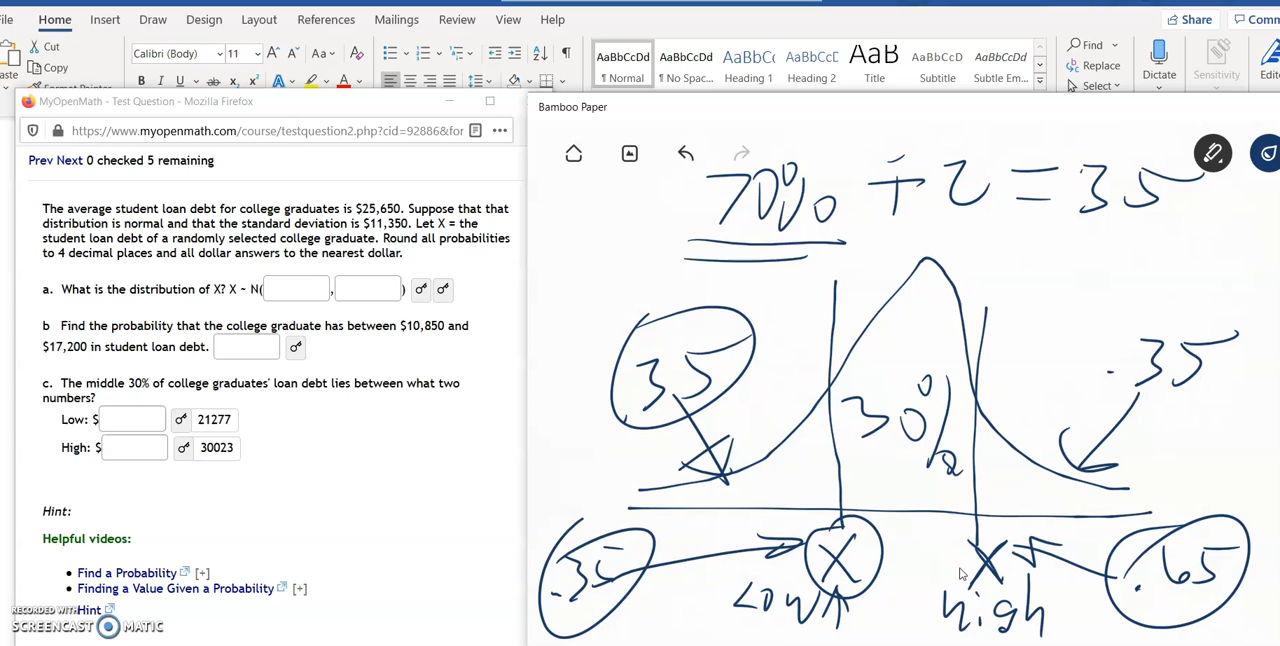 File Home Insert Draw Design Layout References Mailings Review View Help Share
Cut
Calibri (Body) 11 Aa AaBbCcDd AaBbCcDd AaBbCc AaBbCcC AaB AaBbCcD AaBbCcDd Find
Copy
Replace
B I U ab ¶ Normal ¶ No Spac... Heading 1 Heading 2 Title Subtitle Subtle Em... Select Dictate Sensitivity
MyOpenMath - Test Question - Mozilla Firefox
https://www.myopenmath.com/course/testquestion2.php?cid=92886&for
Prev Next 0 checked 5 remaining
The average student loan debt for college graduates is $25,650. Suppose that that
distribution is normal and that the standard deviation is $11,350. Let X = the
student loan debt of a randomly selected college graduate. Round all probabilities
to 4 decimal places and all dollar answers to the nearest dollar.
a. What is the distribution of X? X ~ N( , )
b Find the probability that the college graduate has between $10,850 and
$17,200 in student loan debt.
c. The middle 30% of college graduates' loan debt lies between what two
numbers?
Low: $ 21277
High: $ 30023
Hint:
Helpful videos:
• Find a Probability [+]
• Finding a Value Given a Probability [+]
Hint
RECORDED WITH
SCREENCAST MATIC
Bamboo Paper
70% ÷ 2 = 35
.35
30%
.35
.35 X X .65
Low high